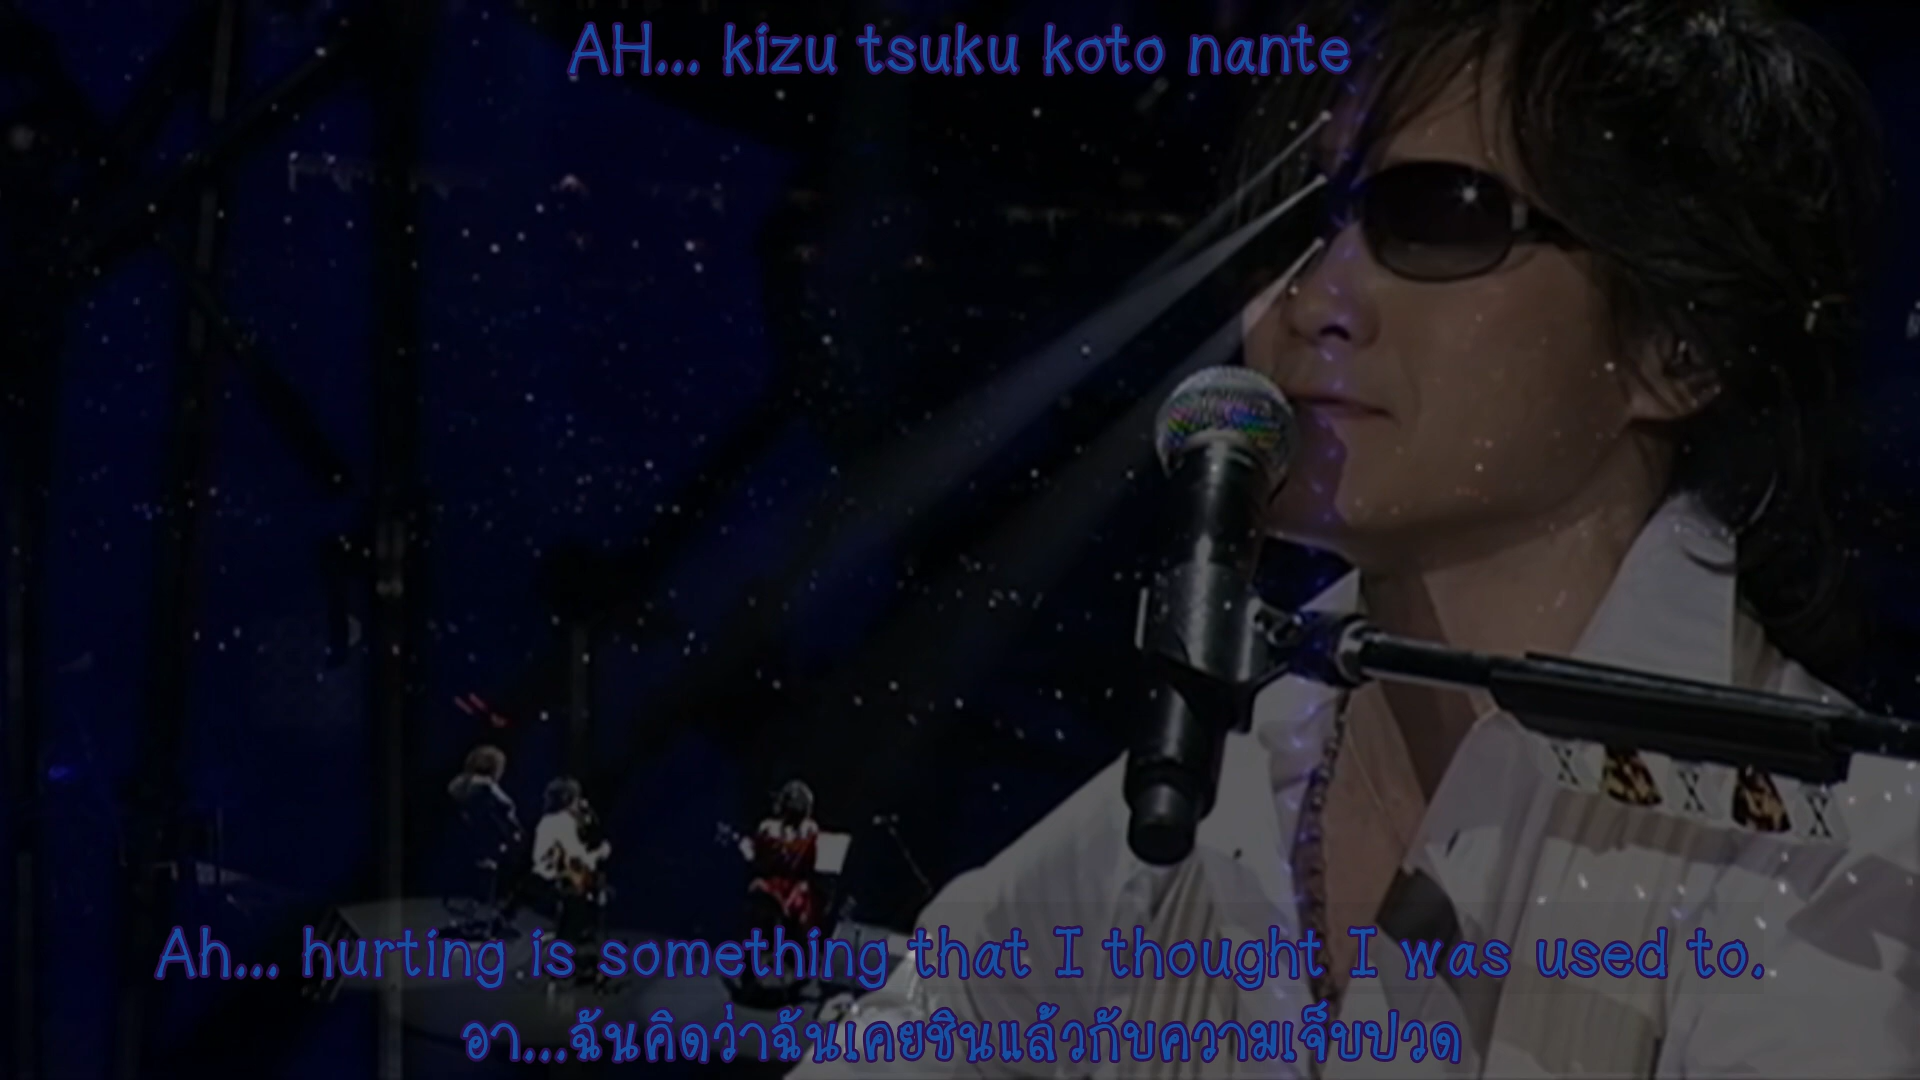 AH... kizu tsuku koto nante
Ah... hurting is something that I thought I was used to.
อา...ฉันคิดว่าฉันเคยชินแล้วกับความเจ็บปวด